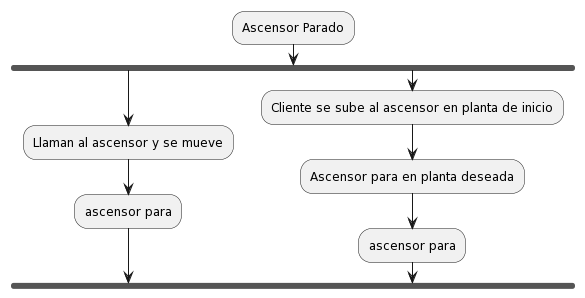 Ascensor Parado
Cliente se sube al ascensor en planta de inicio
Llaman al ascensor y se mueve
Ascensor para en planta deseada
ascensor para
ascensor para